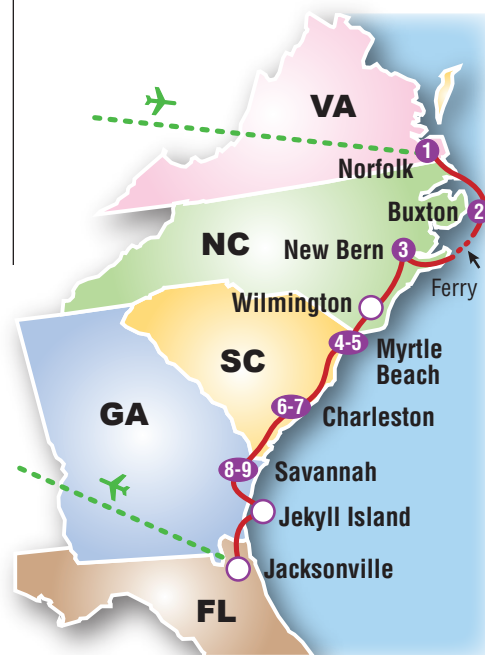 VA
1
Norfolk
Buxton
2
NC
New Bern
3
Ferry
Wilmington
4-5
Myrtle
Beach
SC
6-7
Charleston
GA
8-9
Savannah
Jekyll Island
Jacksonville
FL